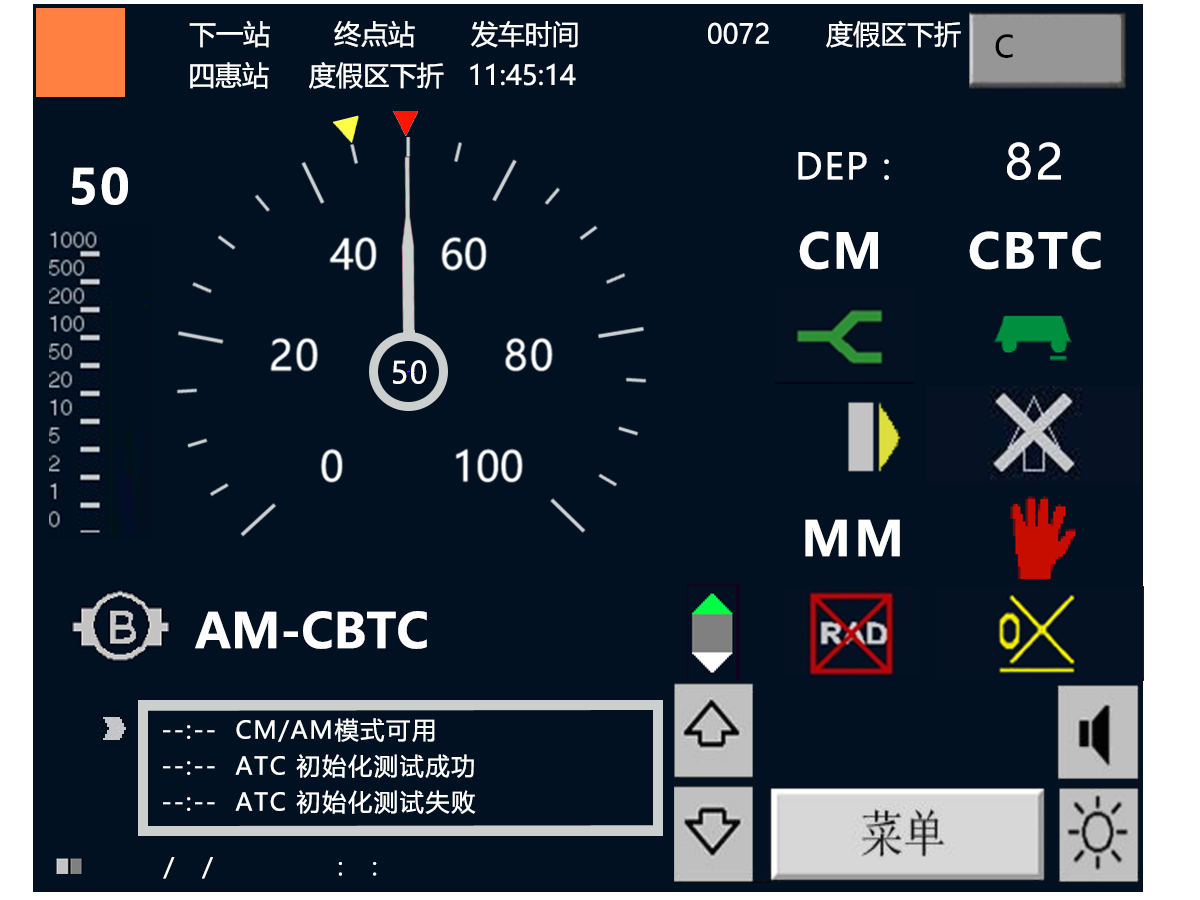 下一站 终点站 发车时间 0072 度假区下折 C
四惠站 度假区下折 11:45:14
DEP : 82
50
CM CBTC
1000
500
200
100
50
20
10
5
2
1
0
40 60
20 80
50
0 100
MM
B AM-CBTC
RAD
0
--:-- CM/AM模式可用
--:-- ATC 初始化测试成功
--:-- ATC 初始化测试失败
菜单
/ / : :